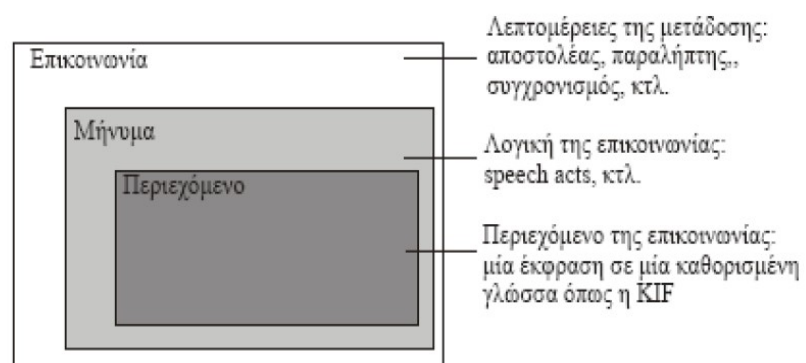 Επικοινωνία
Μήνυμα
Περιεχόμενο
Λεπτομέρειες της μετάδοσης:
αποστολέας, παραλήπτης,,
συγχρονισμός, κτλ.
Λογική της επικοινωνίας:
speech acts, κτλ.
Περιεχόμενο της επικοινωνίας:
μία έκφραση σε μία καθορισμένη
γλώσσα όπως η KIF